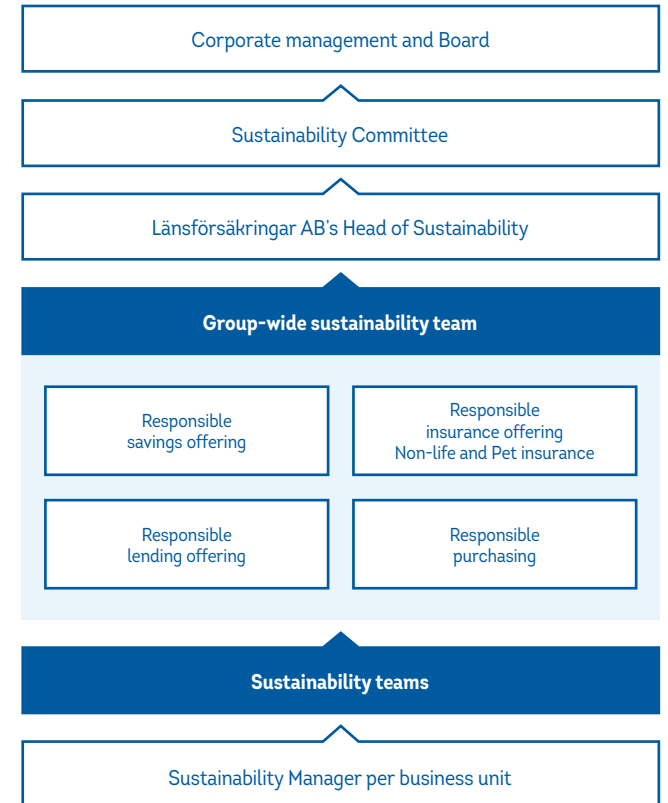 Corporate management and Board
Sustainability Committee
Länsförsäkringar AB's Head of Sustainability
Group-wide sustainability team
Responsible
savings offering
Responsible
insurance offering
Non-life and Pet insurance
Responsible
lending offering
Responsible
purchasing
Sustainability teams
Sustainability Manager per business unit